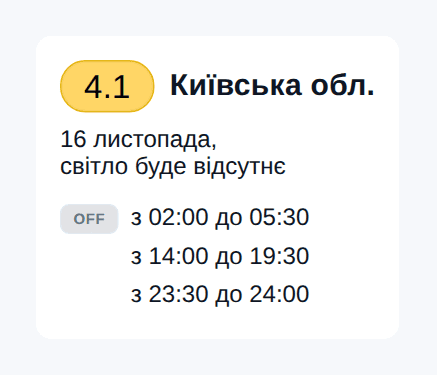 4.1 Київська обл.
16 листопада,
світло буде відсутнє
OFF з 02:00 до 05:30
з 14:00 до 19:30
з 23:30 до 24:00